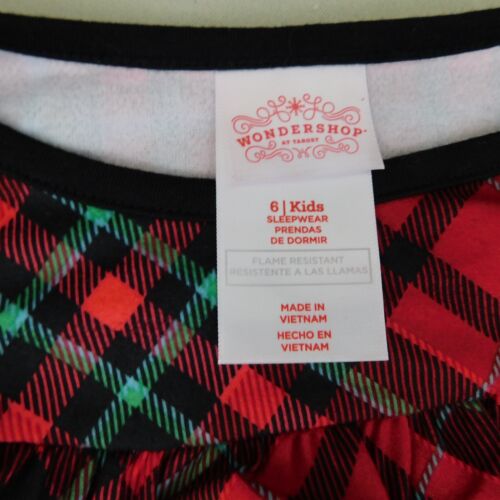 WONDERSHOP
AT TARGET
6 | Kids
SLEEPWEAR
PRENDAS
DE DORMIR
FLAME RESISTANT
RESISTENTE A LAS LLAMAS
MADE IN
VIETNAM
HECHO EN
VIETNAM